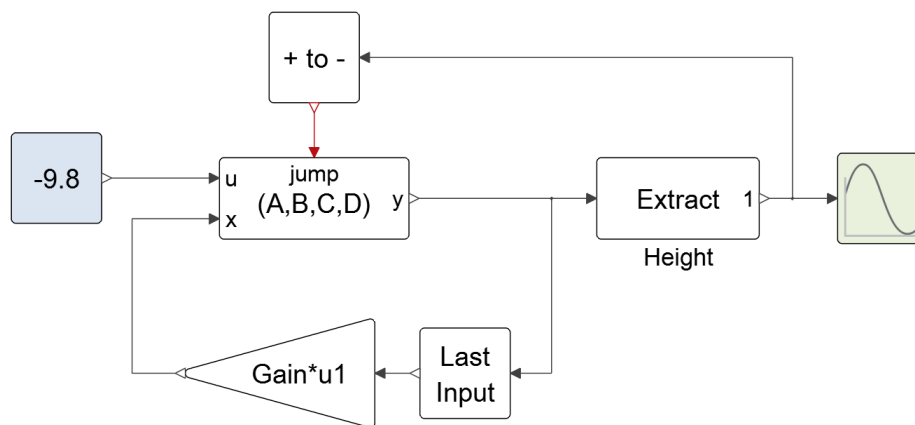 + to -
-9.8
u
jump
(A,B,C,D)
y
x
Extract
1
Height
Gain*u1
Last
Input